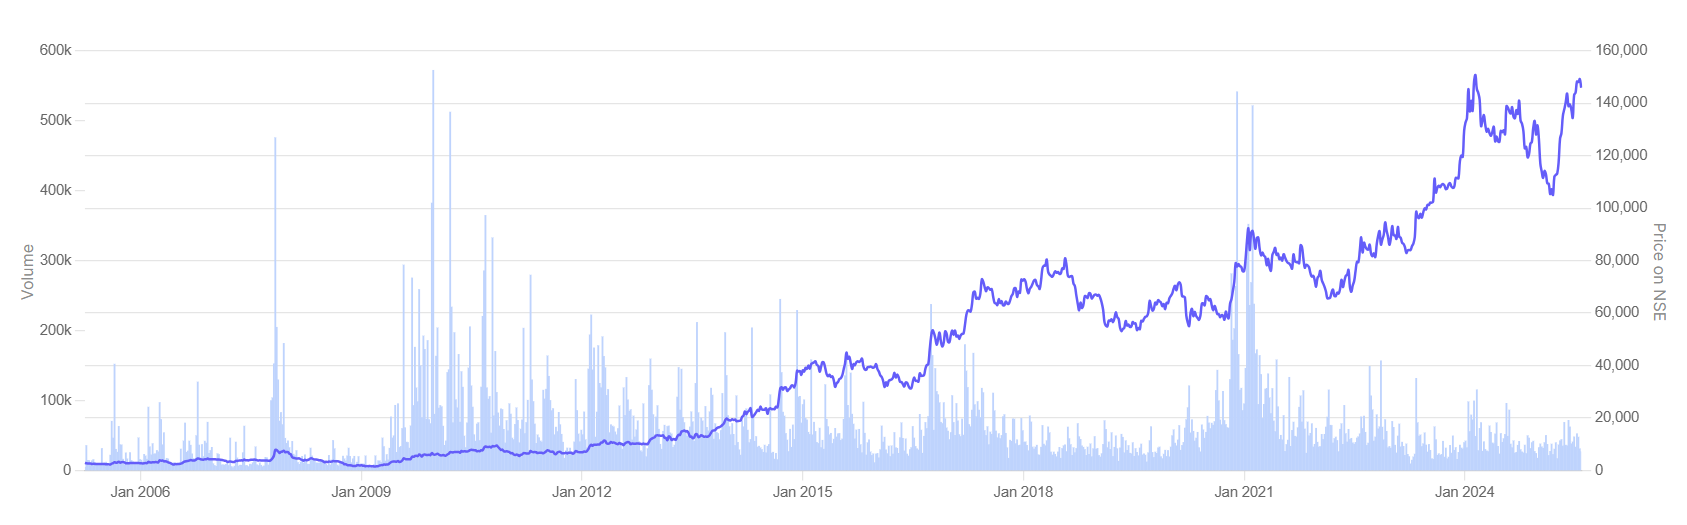 600k
500k
400k
300k
200k
100k
0
Volume
160,000
140,000
120,000
100,000
80,000
60,000
40,000
20,000
0
Price on NSE
Jan 2006
Jan 2009
Jan 2012
Jan 2015
Jan 2018
Jan 2021
Jan 2024